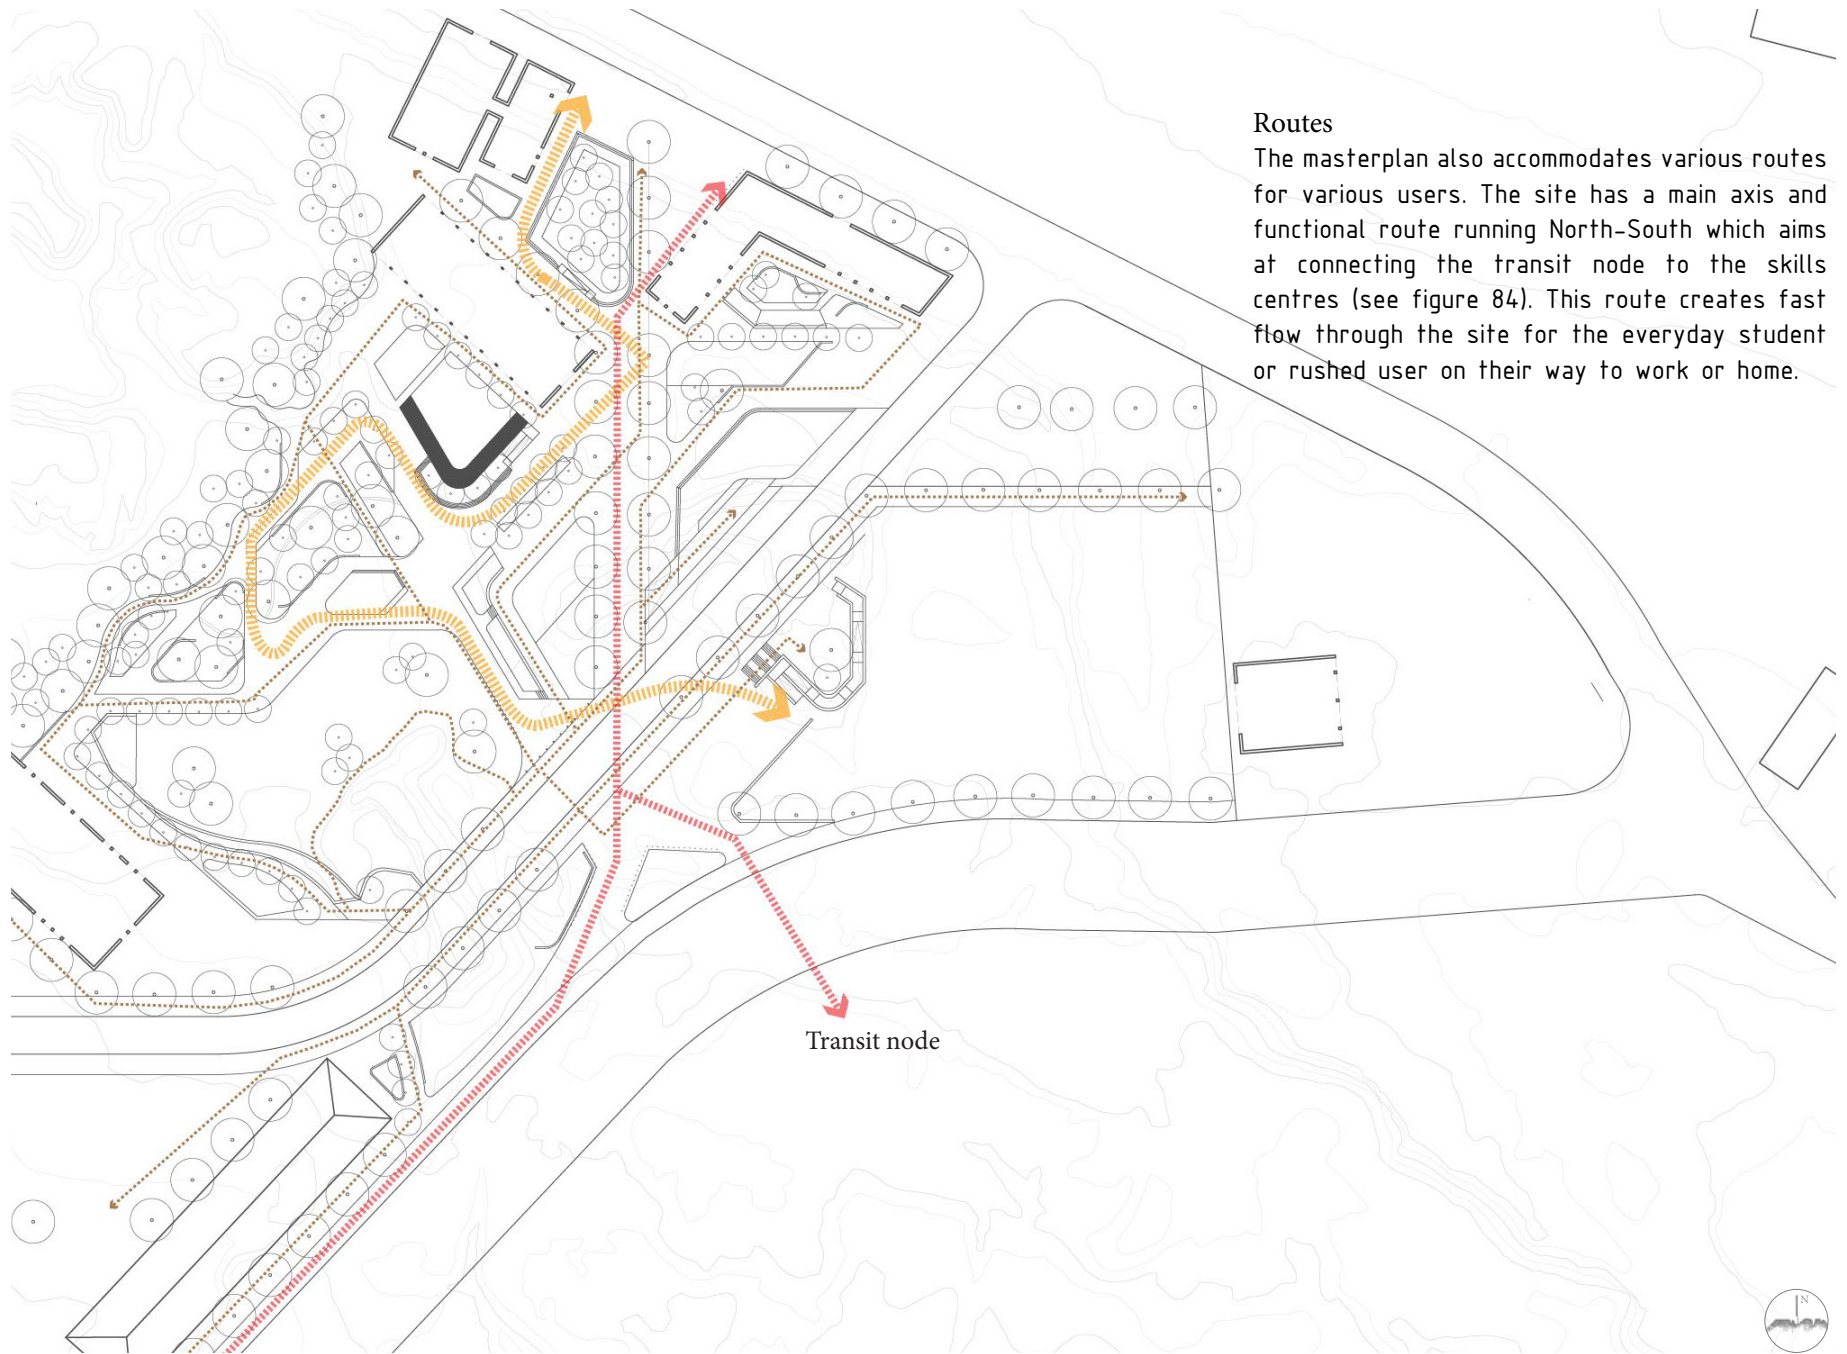 Routes
The masterplan also accommodates various routes
for various users. The site has a main axis and
functional route running North-South which aims
at connecting the transit node to the skills
centres (see figure 84). This route creates fast
flow through the site for the everyday student
or rushed user on their way to work or home.
Transit node
N